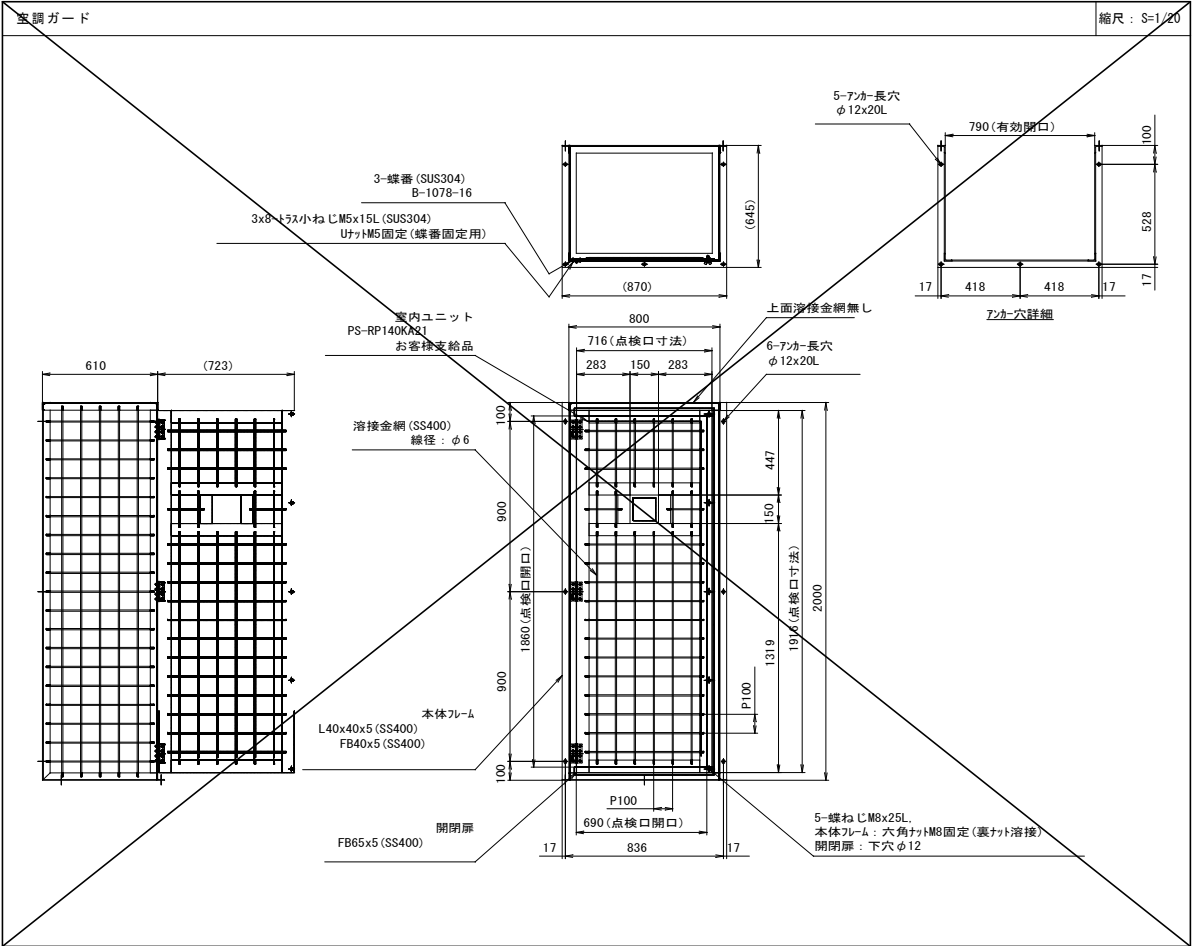 空調ガード
縮尺：S=1/20
5-ｱﾝｶｰ長穴
φ12x20L
790(有効開口)
100
528
17
17
418
418
17
ｱﾝｶｰ穴詳細
3-蝶番(SUS304)
B-1078-16
3x8-ﾄﾗｽ小ねじM5x15L(SUS304)
UﾅｯﾄM5固定(蝶番固定用)
(645)
(870)
室内ユニット
PS-RP140KA21
お客様支給品
800
716(点検口寸法)
283
150
283
上面溶接金網無し
6-ｱﾝｶｰ長穴
φ12x20L
610
(723)
溶接金網(SS400)
線径：φ6
100
900
900
100
1860(点検口開口)
447
150
1319
1916(点検口寸法)
2000
P100
P100
690(点検口開口)
17
836
17
本体ﾌﾚｰﾑ
L40x40x5(SS400)
FB40x5(SS400)
開閉扉
FB65x5(SS400)
5-蝶ねじM8x25L,
本体ﾌﾚｰﾑ：六角ﾅｯﾄM8固定(裏ﾅｯﾄ溶接)
開閉扉：下穴φ12